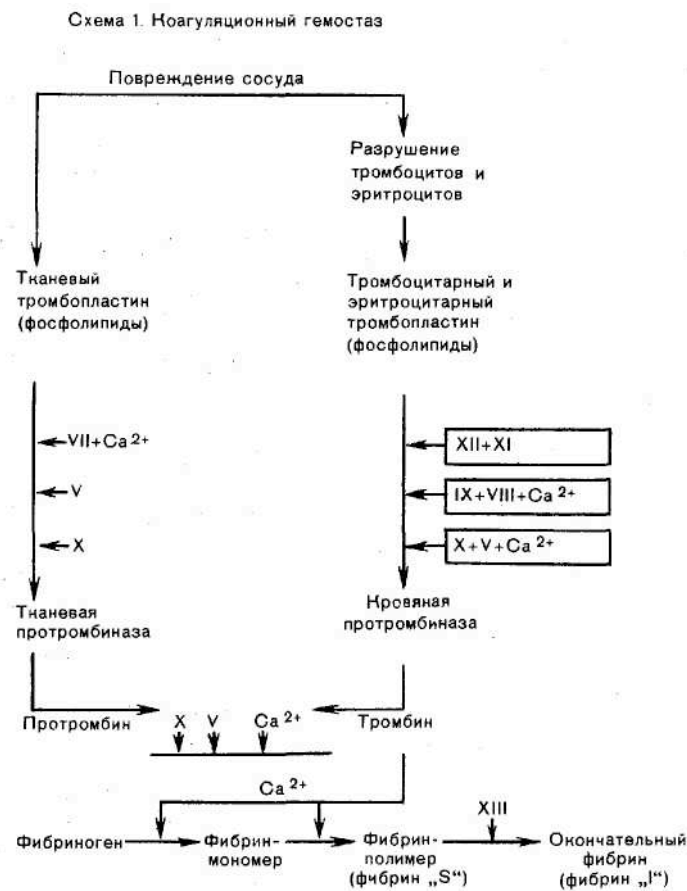 Схема 1. Коагуляционный гемостаз
Повреждение сосуда
Разрушение
тромбоцитов и
эритроцитов
Тканевый
тромбопластин
(фосфолипиды)
Тромбоцитарный и
эритроцитарный
тромбопластин
(фосфолипиды)
VII+Ca 2+
XII+XI
V
IX+VIII+Ca 2+
X
X+V+Ca 2+
Тканевая
протромбиназа
Кровяная
протромбиназа
Протромбин X V Ca 2+ Тромбин
Ca 2+
XIII
Фибриноген
Фибрин-
мономер
Фибрин-
полимер
(фибрин „S“)
Окончательный
фибрин
(фибрин „I“)